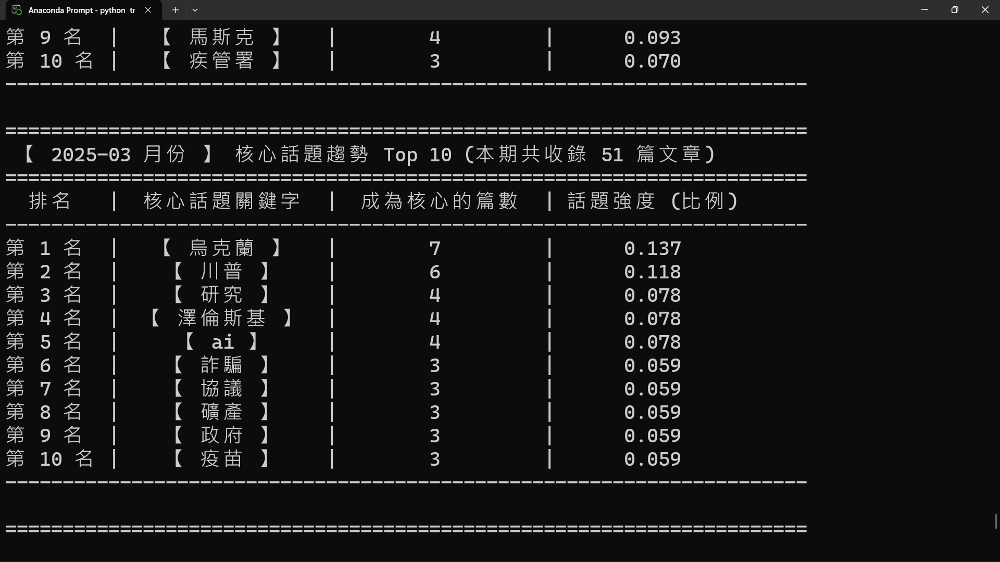 Anaconda Prompt - python tr
第 9 名 | 【 馬斯克 】 | 4 | 0.093
第 10 名 | 【 疾管署 】 | 3 | 0.070
----------------------------------------------------------------------
======================================================================
【 2025-03 月份 】 核心話題趨勢 Top 10 (本期共收錄 51 篇文章)
======================================================================
排名 | 核心話題關鍵字 | 成為核心的篇數 | 話題強度 (比例)
----------------------------------------------------------------------
第 1 名 | 【 烏克蘭 】 | 7 | 0.137
第 2 名 | 【 川普 】 | 6 | 0.118
第 3 名 | 【 研究 】 | 4 | 0.078
第 4 名 | 【 澤倫斯基 】 | 4 | 0.078
第 5 名 | 【 ai 】 | 4 | 0.078
第 6 名 | 【 詐騙 】 | 3 | 0.059
第 7 名 | 【 協議 】 | 3 | 0.059
第 8 名 | 【 礦產 】 | 3 | 0.059
第 9 名 | 【 政府 】 | 3 | 0.059
第 10 名 | 【 疫苗 】 | 3 | 0.059
----------------------------------------------------------------------
======================================================================